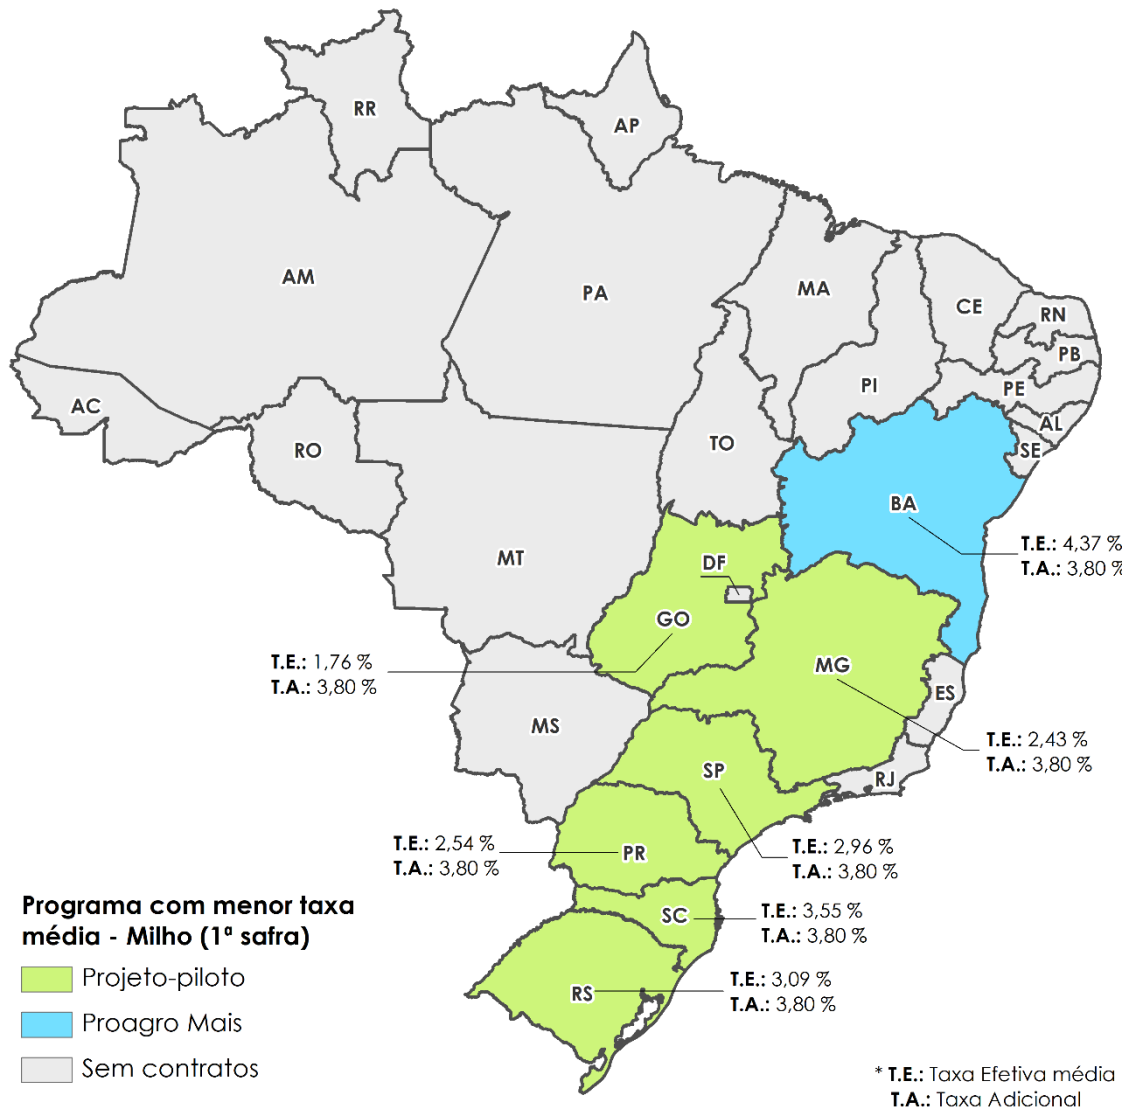 RR
AP
AM
PA
MA
CE
RN
PB
PI
PE
AC
AL
TO
SE
RO
BA
T.E.: 4,37 %
T.A.: 3,80 %
MT
DF
GO
T.E.: 1,76 %
T.A.: 3,80 %
MG
ES
MS
T.E.: 2,43 %
T.A.: 3,80 %
SP
RJ
T.E.: 2,54 %
T.A.: 3,80 %
PR
T.E.: 2,96 %
T.A.: 3,80 %
SC
T.E.: 3,55 %
T.A.: 3,80 %
RS
T.E.: 3,09 %
T.A.: 3,80 %
Programa com menor taxa
média - Milho (1ª safra)
Projeto-piloto
Proagro Mais
Sem contratos
* T.E.: Taxa Efetiva média
T.A.: Taxa Adicional